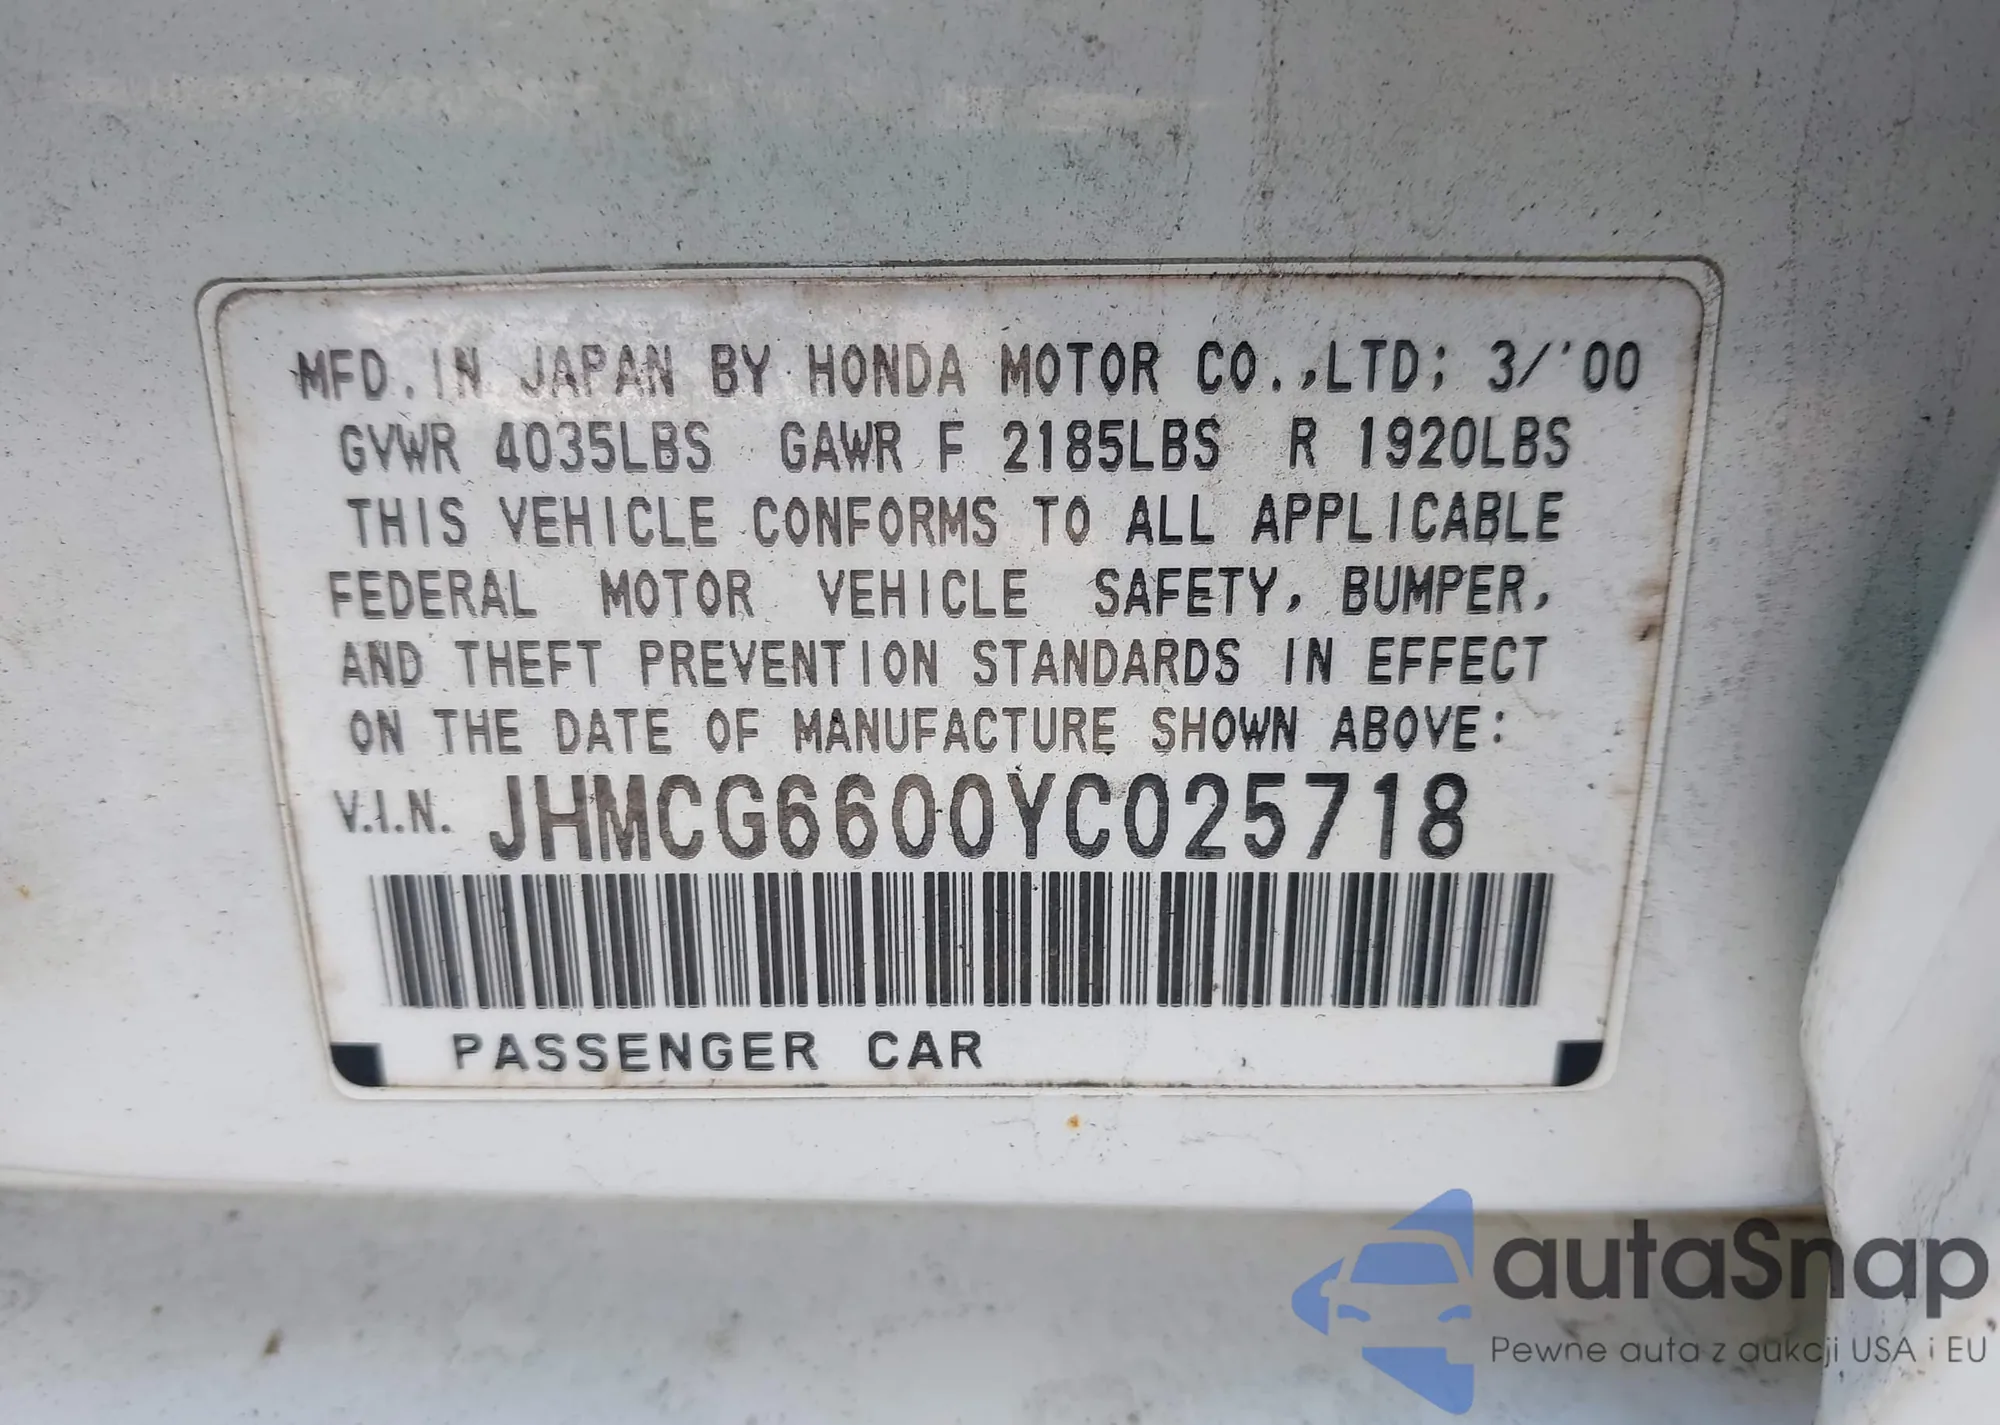 MFD. IN JAPAN BY HONDA MOTOR CO.,LTD; 3/'00
GVWR 4035LBS GAWR F 2185LBS R 1920LBS
THIS VEHICLE CONFORMS TO ALL APPLICABLE
FEDERAL MOTOR VEHICLE SAFETY, BUMPER,
AND THEFT PREVENTION STANDARDS IN EFFECT
ON THE DATE OF MANUFACTURE SHOWN ABOVE:
V.I.N. JHMCG6600YC025718
PASSENGER CAR
autaSnap
Pewne auta z aukcji USA i EU